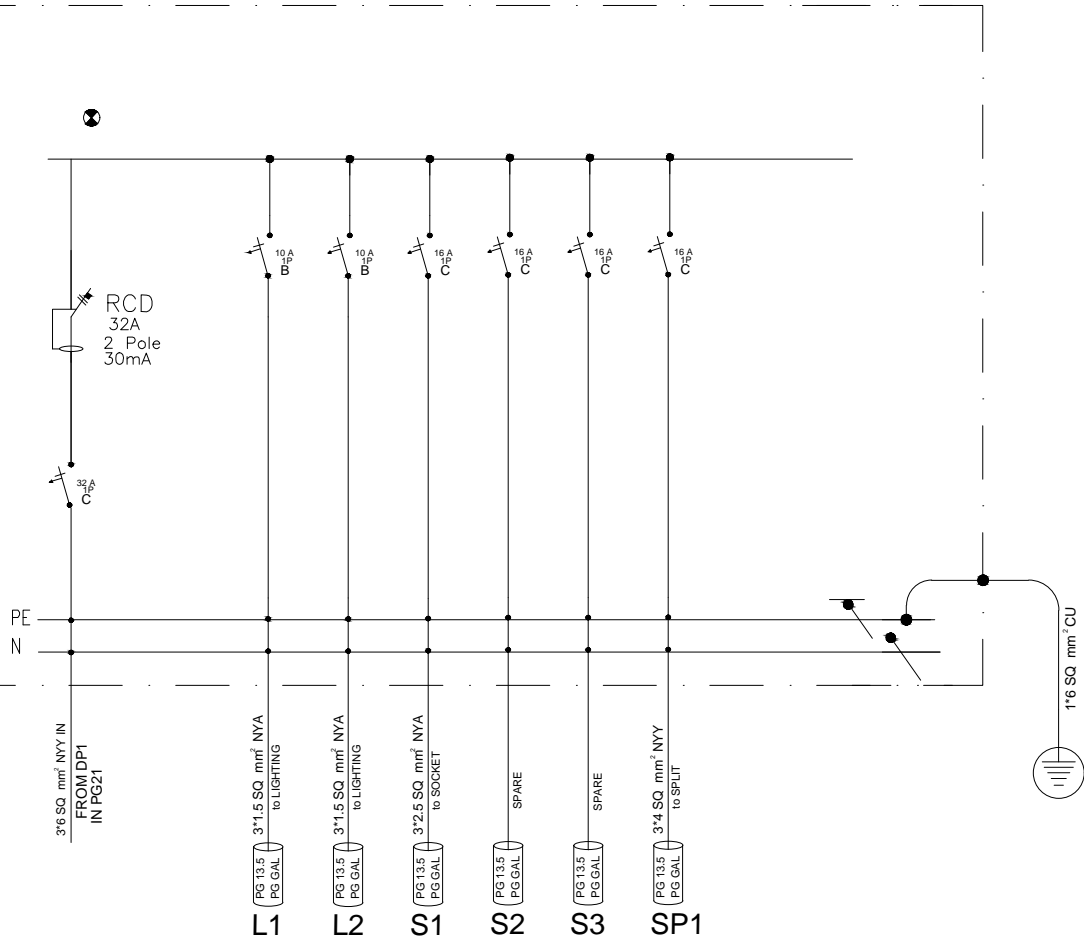 10 A
1P
B
10 A
1P
B
16 A
1P
C
16 A
1P
C
16 A
1P
C
16 A
1P
C
RCD
32A
2 Pole
30mA
32 A
1P
C
PE
N
3*6 SQ mm² NYY IN
FROM DP1
IN PG21
3*1.5 SQ mm² NYA
to LIGHTING
3*1.5 SQ mm² NYA
to LIGHTING
3*2.5 SQ mm² NYA
to SOCKET
SPARE
SPARE
3*4 SQ mm² NYY
to SPLIT
1*6 SQ mm² CU
PG 13.5
PG GAL
PG 13.5
PG GAL
PG 13.5
PG GAL
PG 13.5
PG GAL
PG 13.5
PG GAL
PG 13.5
PG GAL
L1
L2
S1
S2
S3
SP1